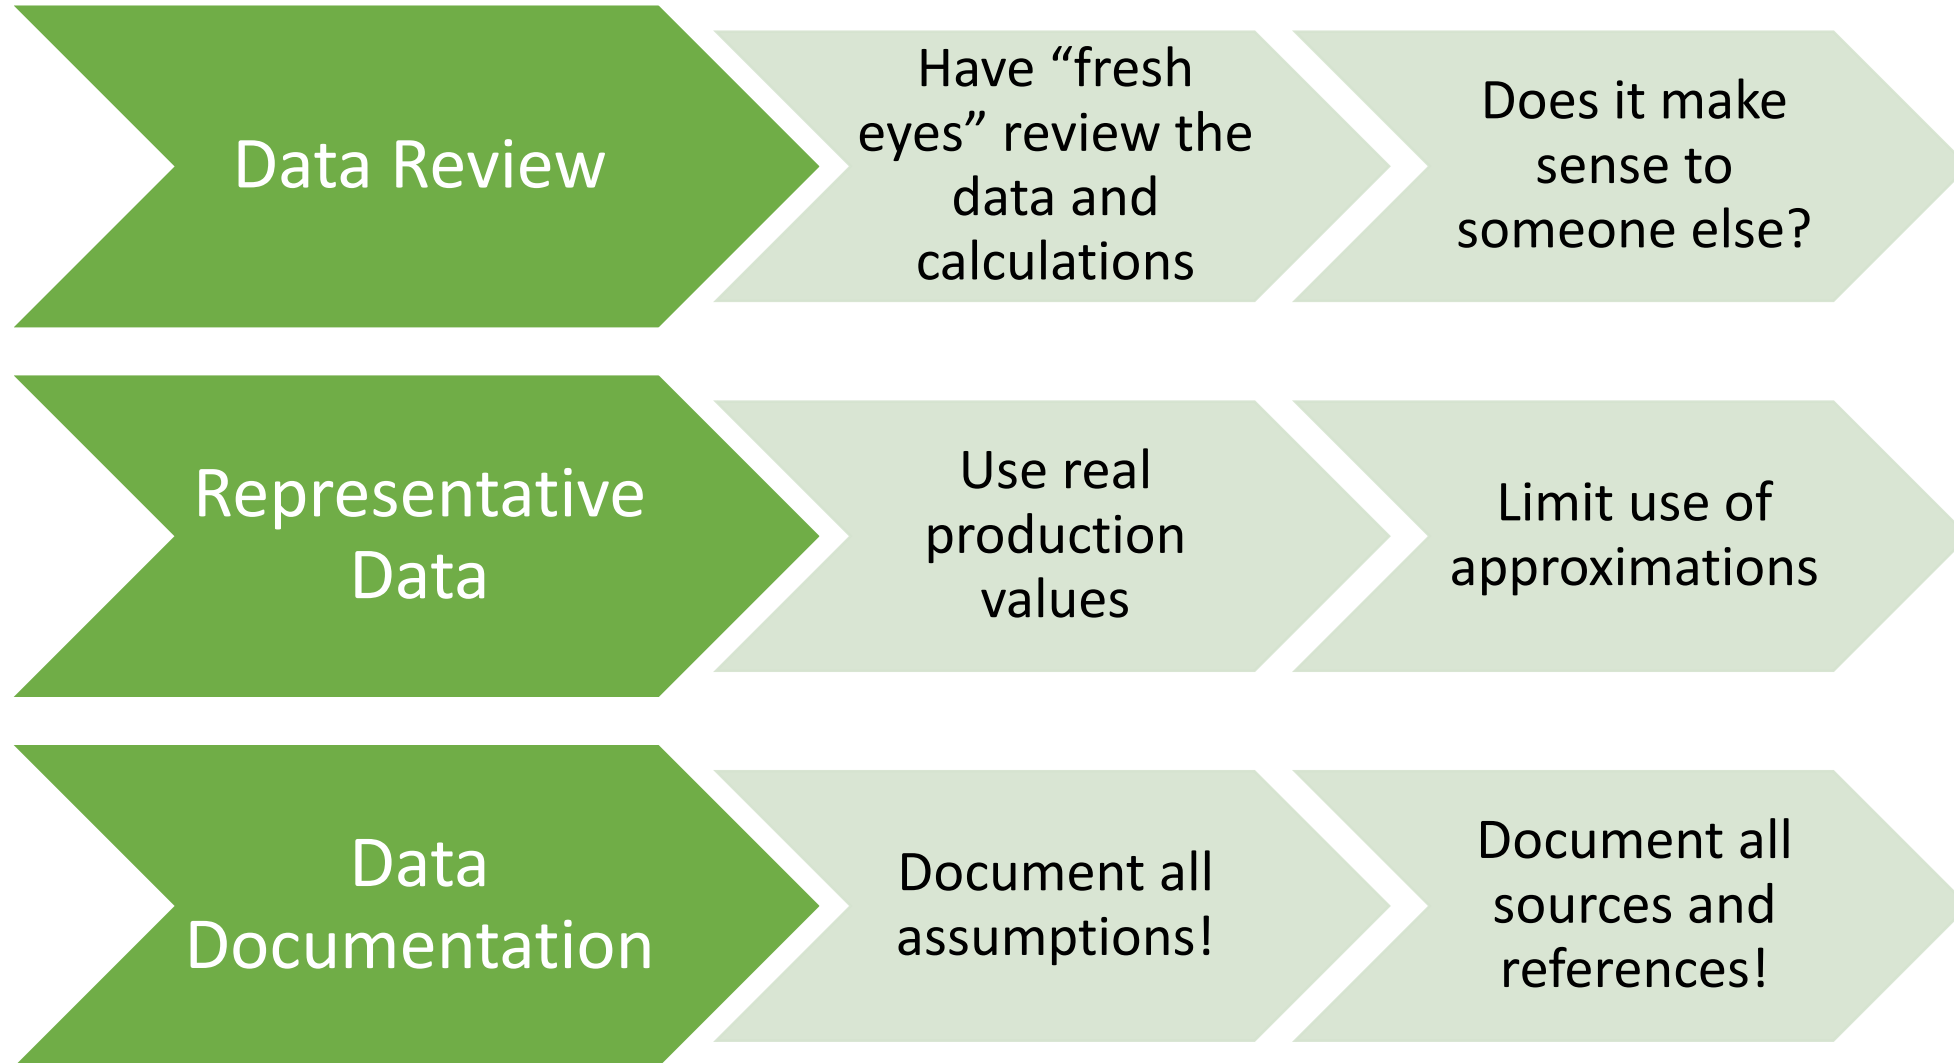 Data Review
Have “fresh
eyes” review the
data and
calculations
Does it make
sense to
someone else?
Representative
Data
Use real
production
values
Limit use of
approximations
Data
Documentation
Document all
assumptions!
Document all
sources and
references!